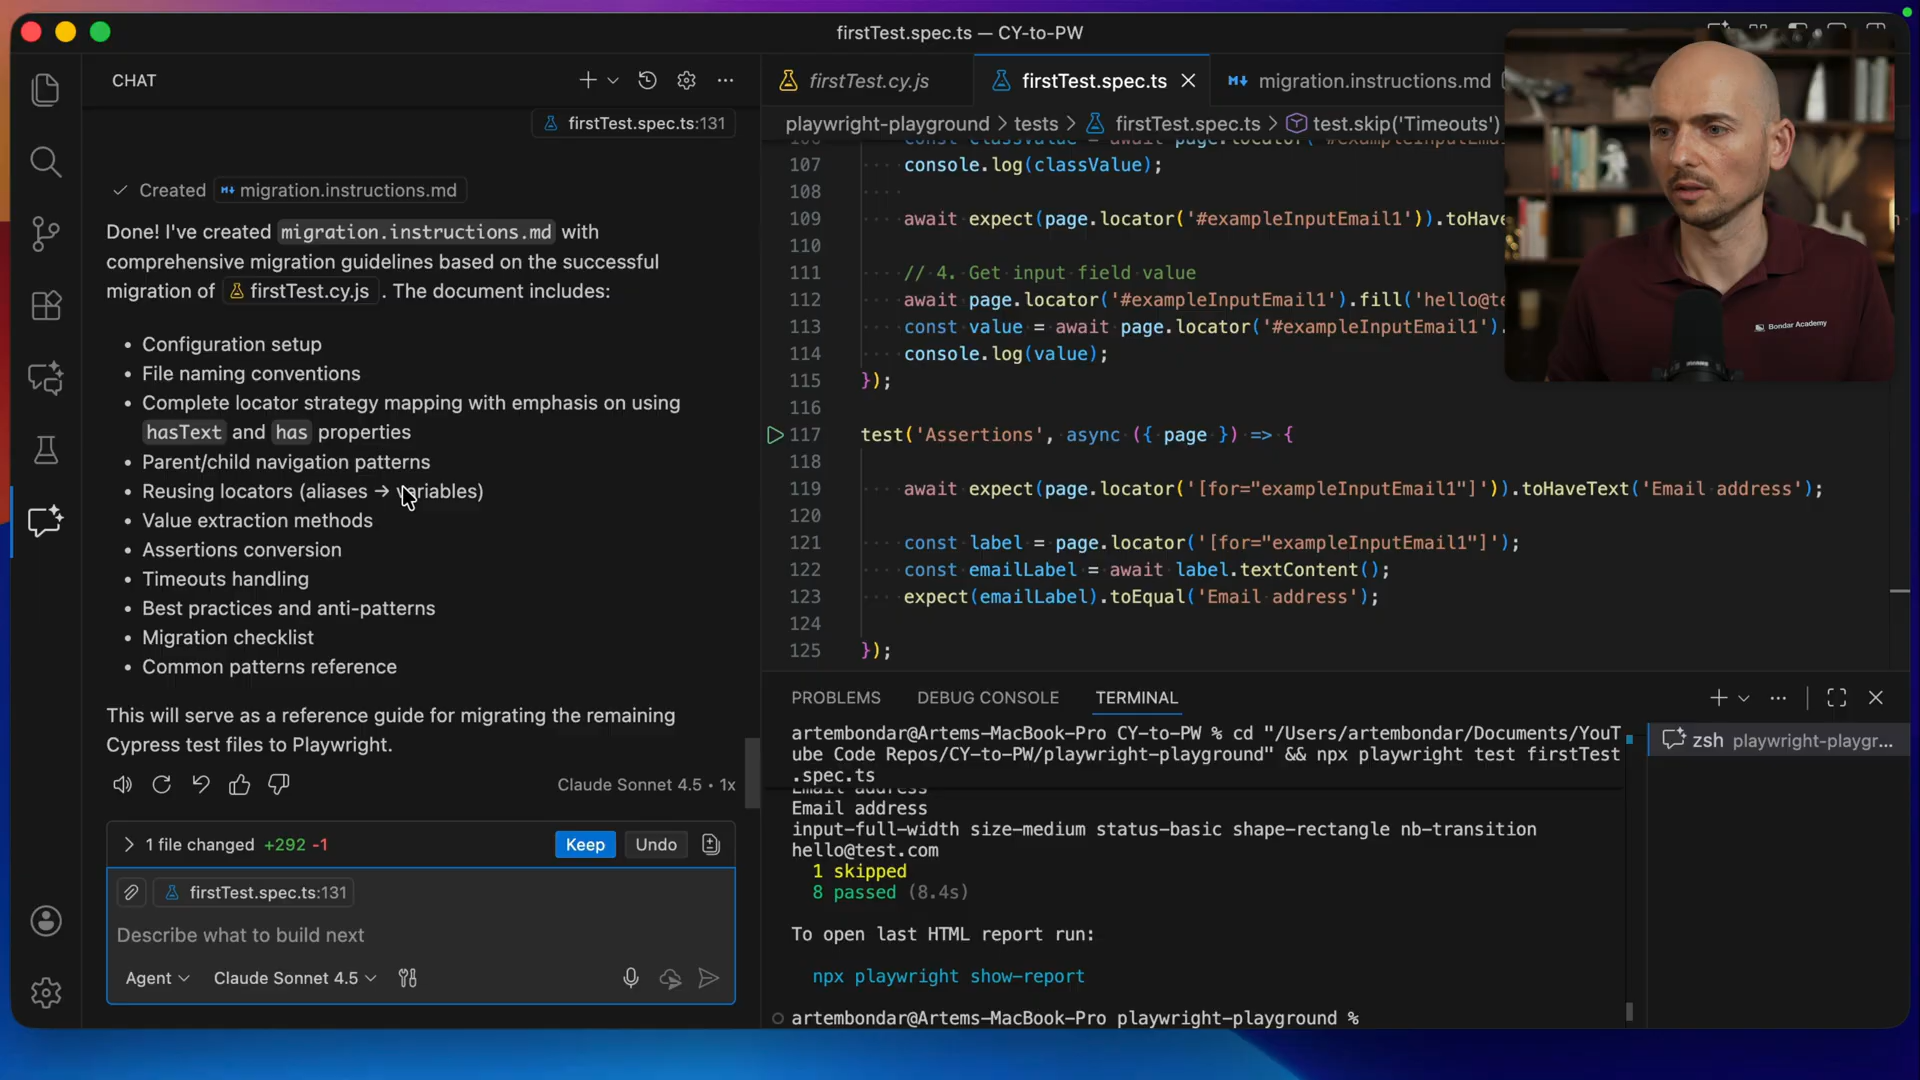 firstTest.spec.ts — CY-to-PW
CHAT
firstTest.spec.ts:131
Created migration.instructions.md
Done! I've created migration.instructions.md with
comprehensive migration guidelines based on the successful
migration of firstTest.cy.js . The document includes:
• Configuration setup
• File naming conventions
• Complete locator strategy mapping with emphasis on using
hasText and has properties
• Parent/child navigation patterns
• Reusing locators (aliases → variables)
• Value extraction methods
• Assertions conversion
• Timeouts handling
• Best practices and anti-patterns
• Migration checklist
• Common patterns reference
This will serve as a reference guide for migrating the remaining
Cypress test files to Playwright.
Claude Sonnet 4.5 • 1x
1 file changed +292 -1
Keep
Undo
firstTest.spec.ts:131
Describe what to build next
Agent
Claude Sonnet 4.5
firstTest.cy.js
firstTest.spec.ts
migration.instructions.md
playwright-playground > tests > firstTest.spec.ts > test.skip('Timeouts')
107 console.log(classValue);
108
109 await expect(page.locator('#exampleInputEmail1')).toHave
110
111 // 4. Get input field value
112 await page.locator('#exampleInputEmail1').fill('hello@te
113 const value = await page.locator('#exampleInputEmail1').
114 console.log(value);
115 });
116
117 test('Assertions', async ({ page }) => {
118
119 await expect(page.locator('[for="exampleInputEmail1"]')).toHaveText('Email address');
120
121 const label = page.locator('[for="exampleInputEmail1"]');
122 const emailLabel = await label.textContent();
123 expect(emailLabel).toEqual('Email address');
124
125 });
Bondar Academy
PROBLEMS
DEBUG CONSOLE
TERMINAL
artembondar@Artems-MacBook-Pro CY-to-PW % cd "/Users/artembondar/Documents/YouT
ube Code Repos/CY-to-PW/playwright-playground" && npx playwright test firstTest
.spec.ts
Email address
input-full-width size-medium status-basic shape-rectangle nb-transition
hello@test.com
1 skipped
8 passed (8.4s)
To open last HTML report run:
npx playwright show-report
artembondar@Artems-MacBook-Pro playwright-playground %
zsh playwright-playgr...